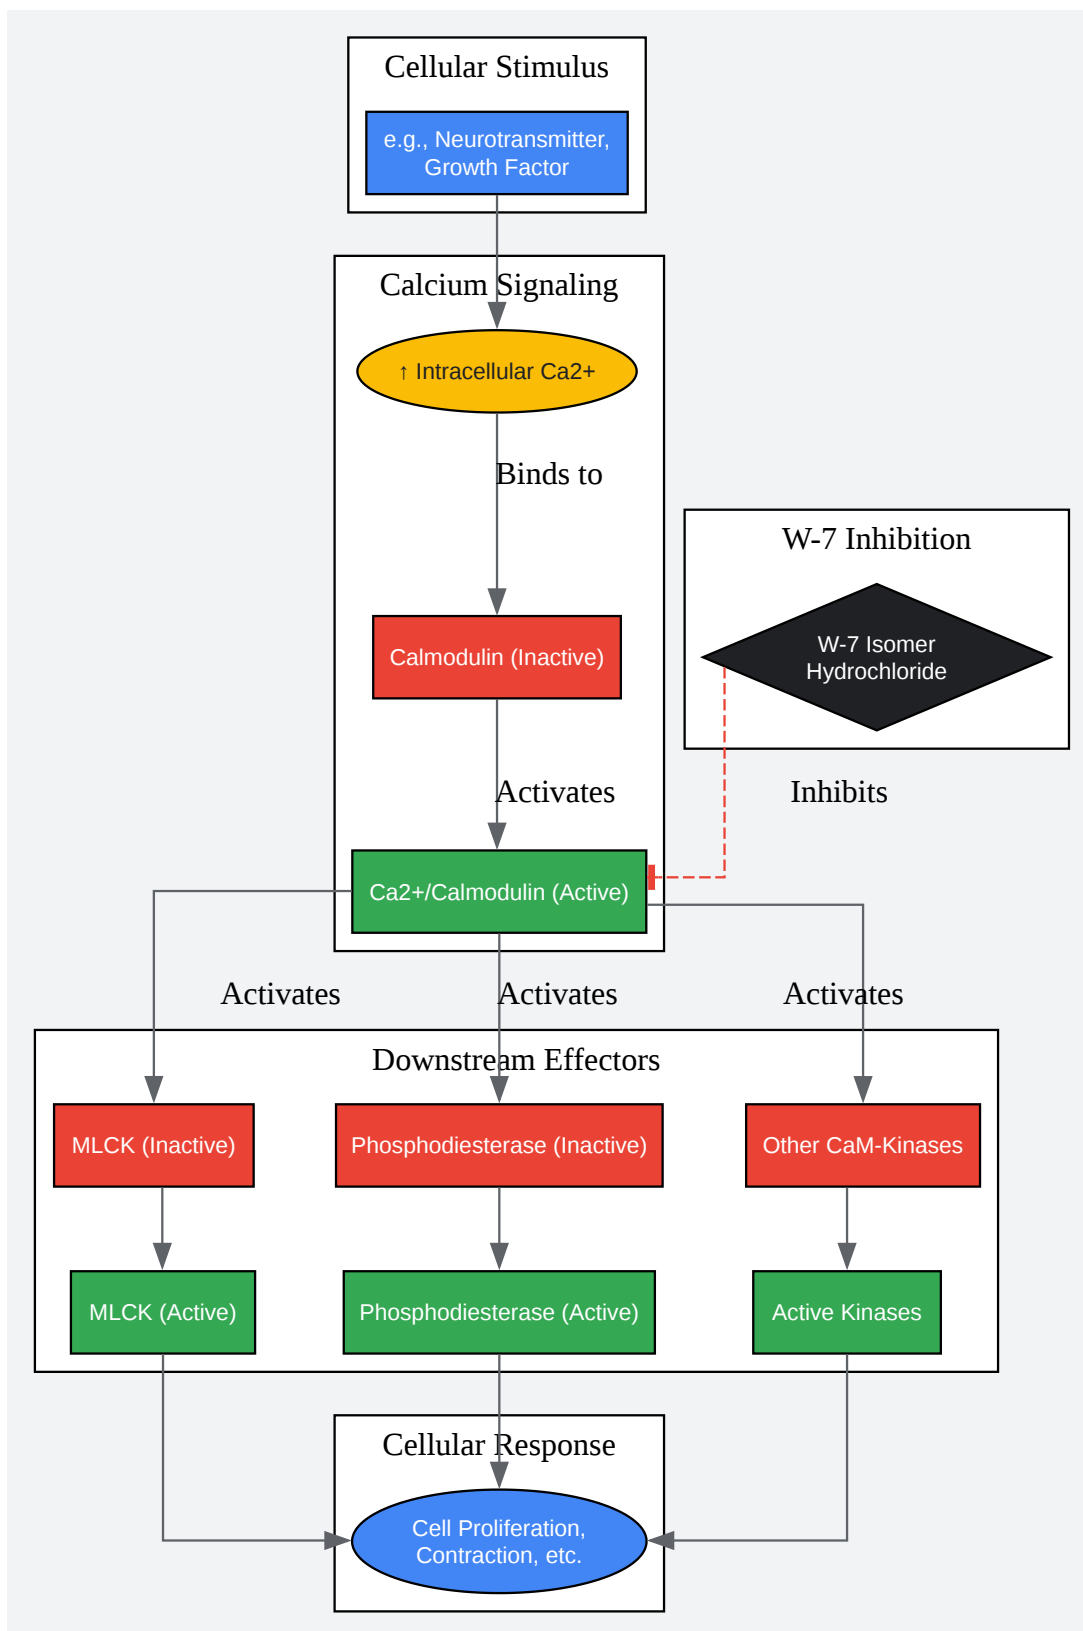 Cellular Stimulus
e.g., Neurotransmitter,
Growth Factor
Calcium Signaling
↑ Intracellular Ca2+
Binds to
W-7 Inhibition
W-7 Isomer
Hydrochloride
Calmodulin (Inactive)
Activates
Inhibits
Ca2+/Calmodulin (Active)
Activates
Activates
Activates
Downstream Effectors
MLCK (Inactive)
Phosphodiesterase (Inactive)
Other CaM-Kinases
MLCK (Active)
Phosphodiesterase (Active)
Active Kinases
Cellular Response
Cell Proliferation,
Contraction, etc.